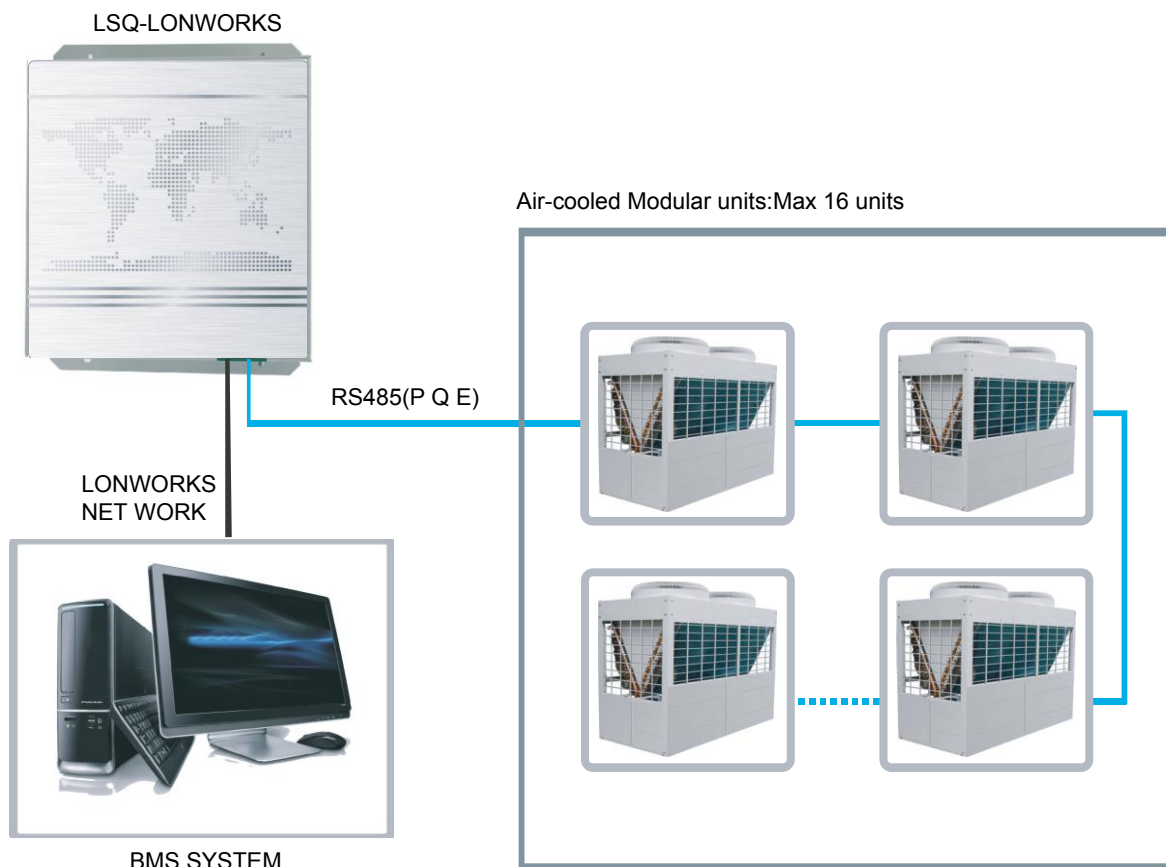 LSQ-LONWORKS
Air-cooled Modular units:Max 16 units
RS485(P Q E)
LONWORKS
NET WORK
BMS SYSTEM